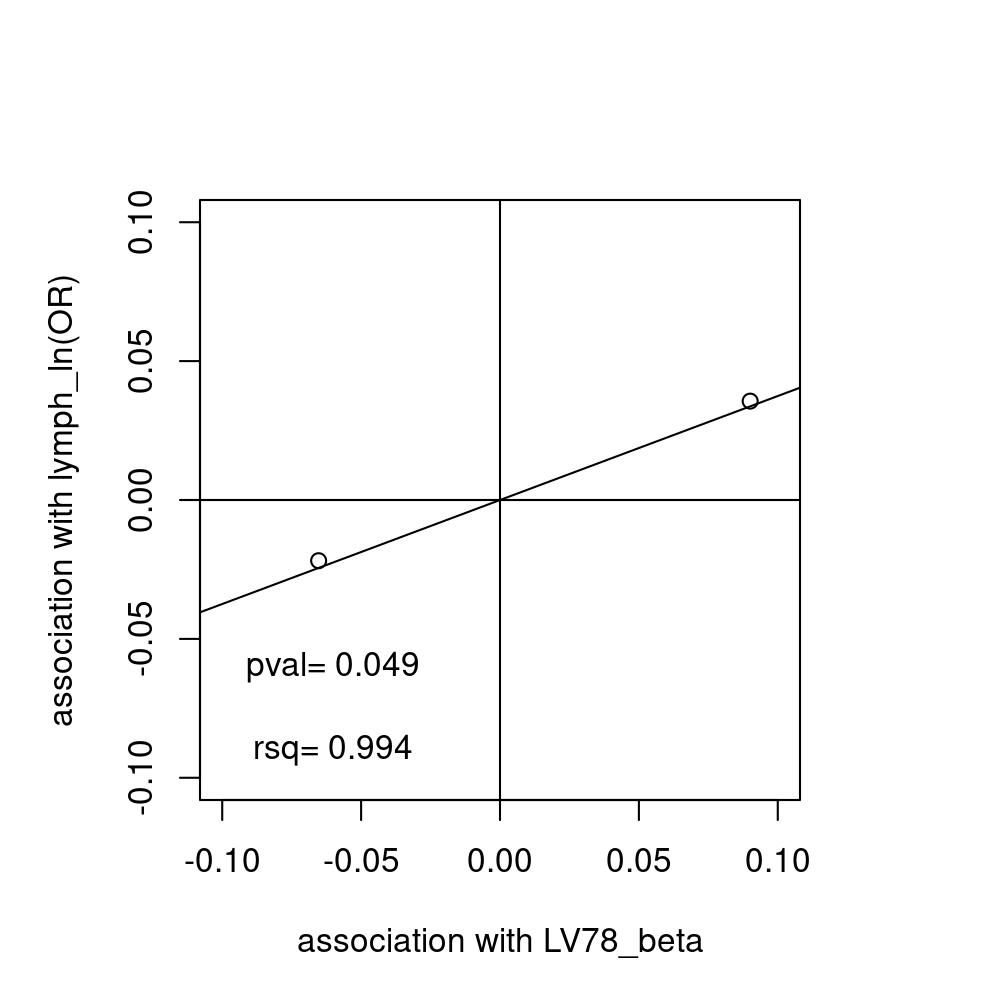 association with lymph_ln(OR)
0.10
0.05
0.00
-0.05
-0.10
pval= 0.049
rsq= 0.994
-0.10 -0.05 0.00 0.05 0.10
association with LV78_beta